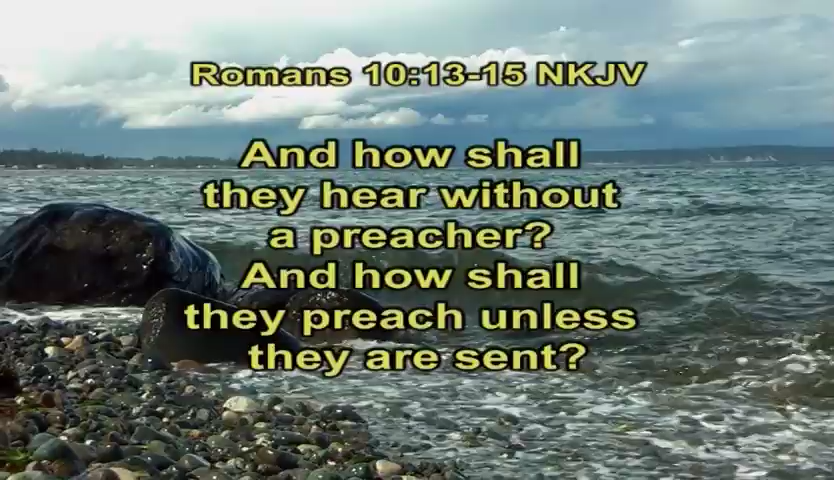 Romans 10:13-15 NKJV
And how shall
they hear without
a preacher?
And how shall
they preach unless
they are sent?